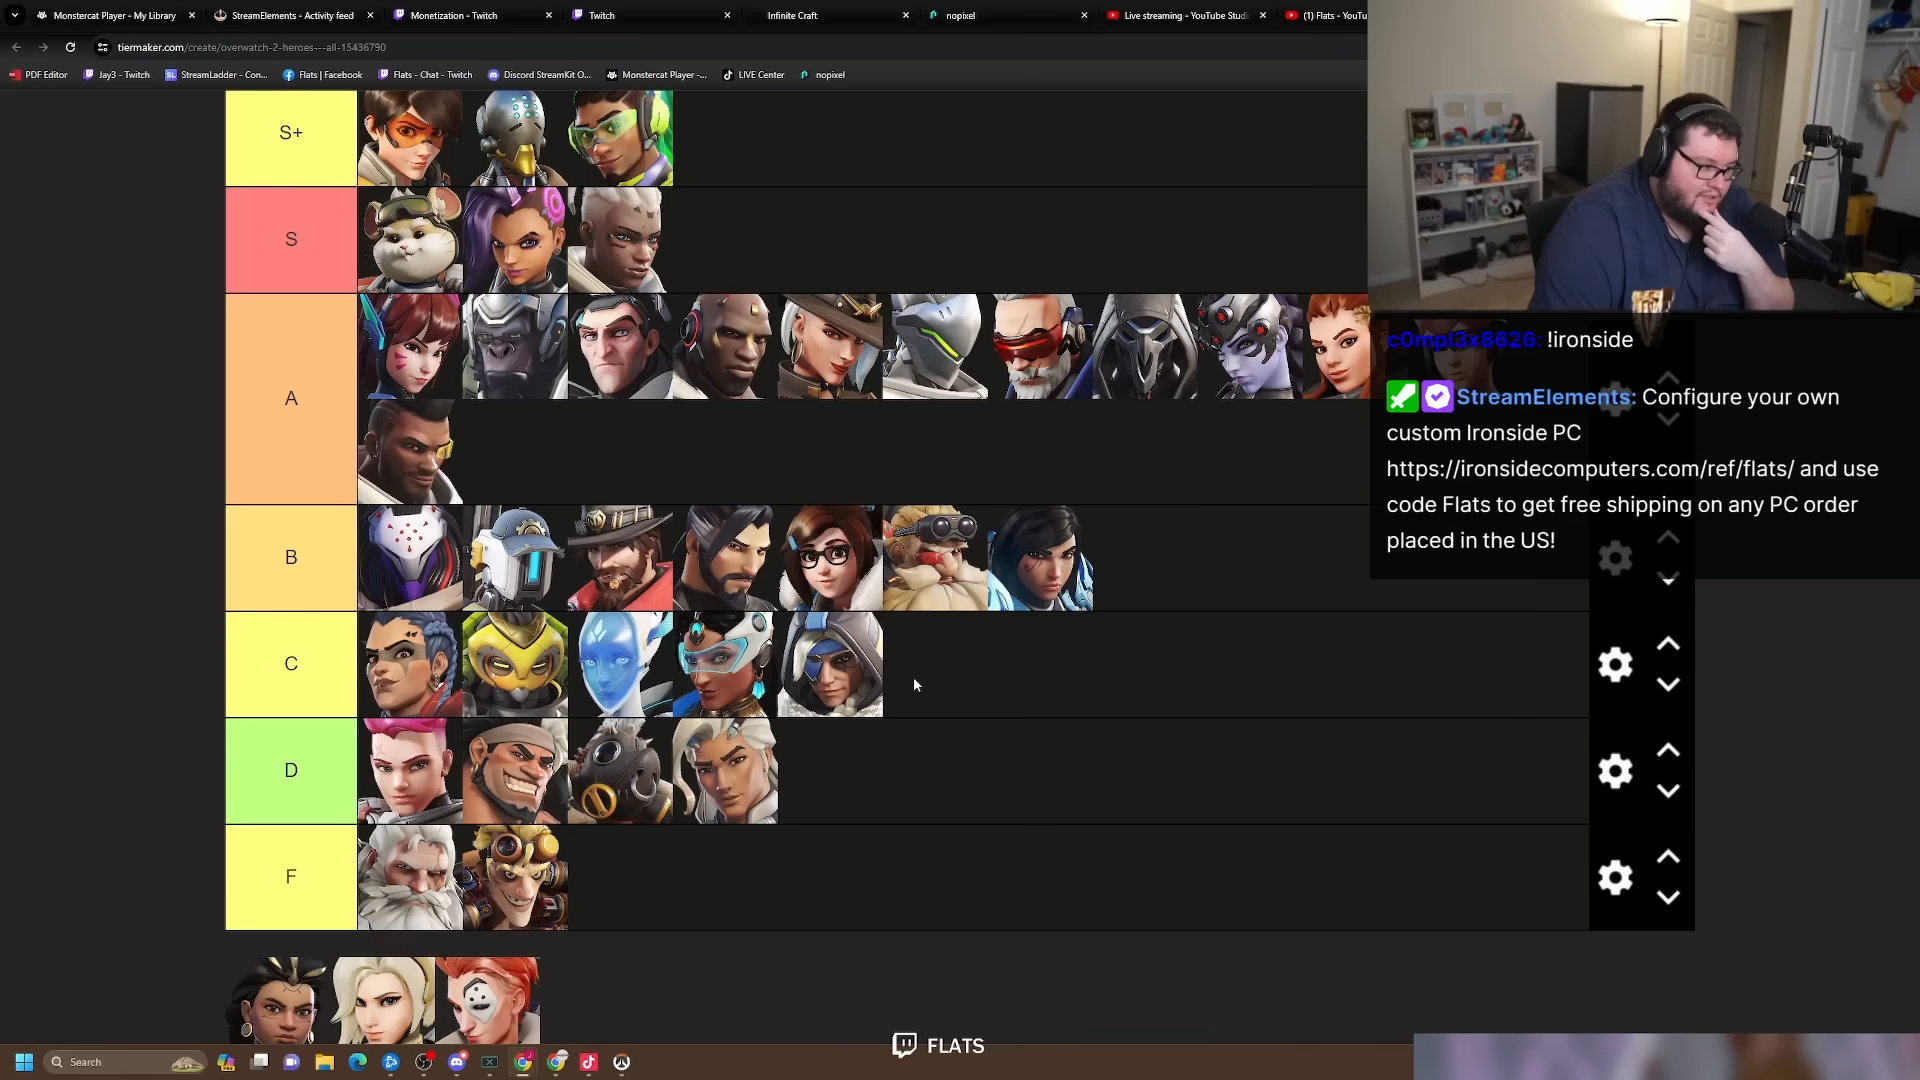 Monstercat Player - My Library
StreamElements - Activity feed
Monetization - Twitch
Twitch
Infinite Craft
nopixel
Live streaming - YouTube Studi
(1) Flats - YouTu
tiermaker.com/create/overwatch-2-heroes---all-15436790
PDF Editor
Jay3 - Twitch
StreamLadder - Con...
Flats | Facebook
Flats - Chat - Twitch
Discord StreamKit O...
Monstercat Player -...
LIVE Center
nopixel
S+
S
A
B
C
D
F
c0mpl3x8626: !ironside
StreamElements: Configure your own
custom Ironside PC
https://ironsidecomputers.com/ref/flats/ and use
code Flats to get free shipping on any PC order
placed in the US!
FLATS
Search